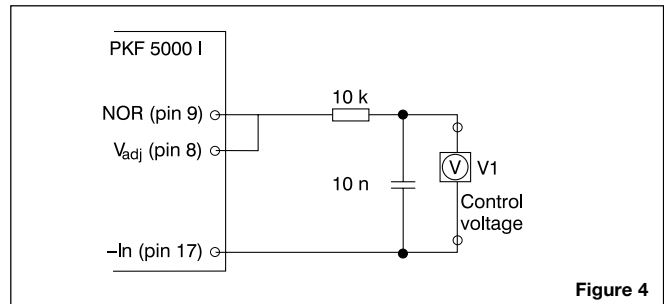 PKF 5000 I
NOR (pin 9)
Vadj (pin 8)
–In (pin 17)
10 k
10 n
V
V1
Control
voltage
Figure 4